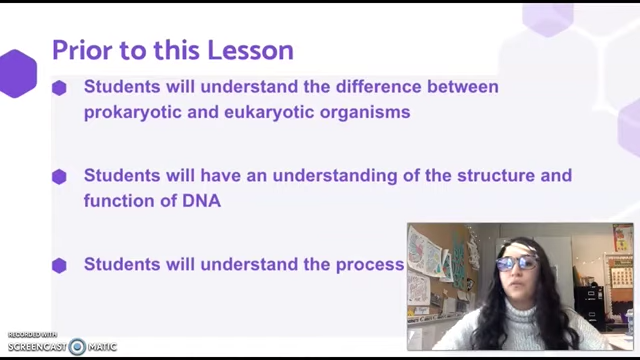 Prior to this Lesson
Students will understand the difference between
prokaryotic and eukaryotic organisms
Students will have an understanding of the structure and
function of DNA
Students will understand the process
RECORDED WITH
SCREENCAST MATIC